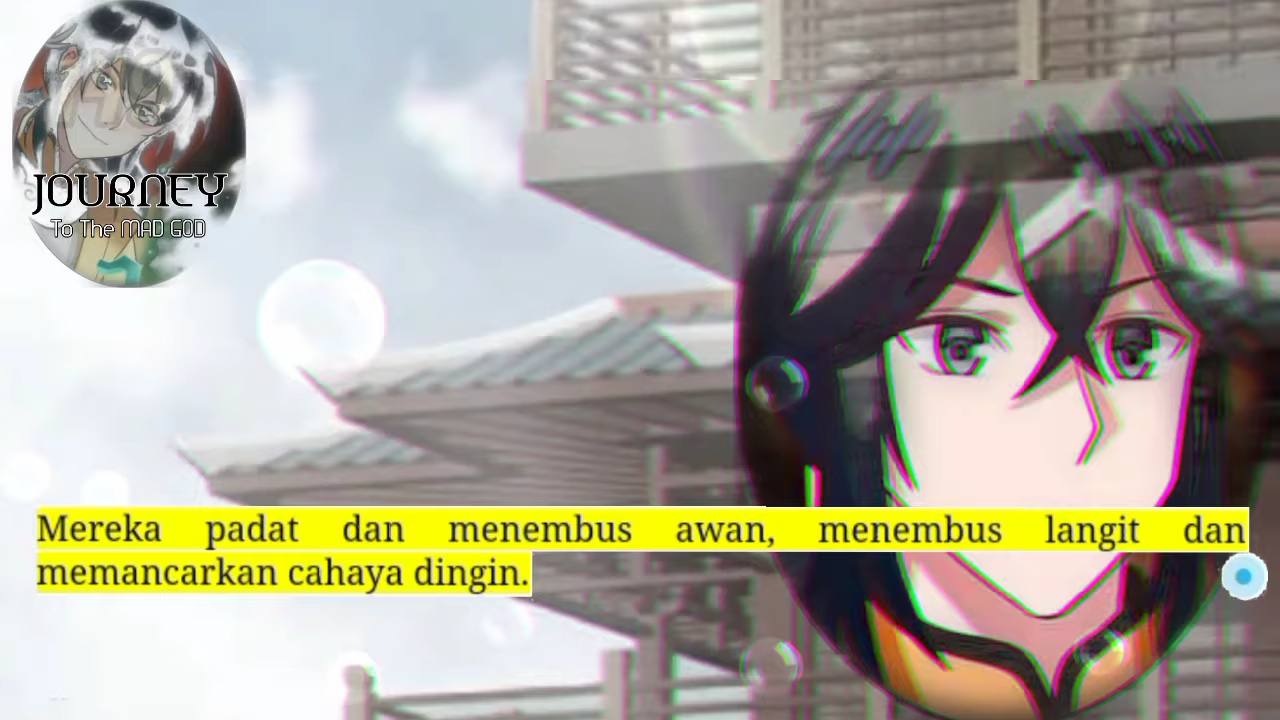 JOURNEY
To The MAD GOD
Mereka padat dan menembus awan, menembus langit dan
memancarkan cahaya dingin.